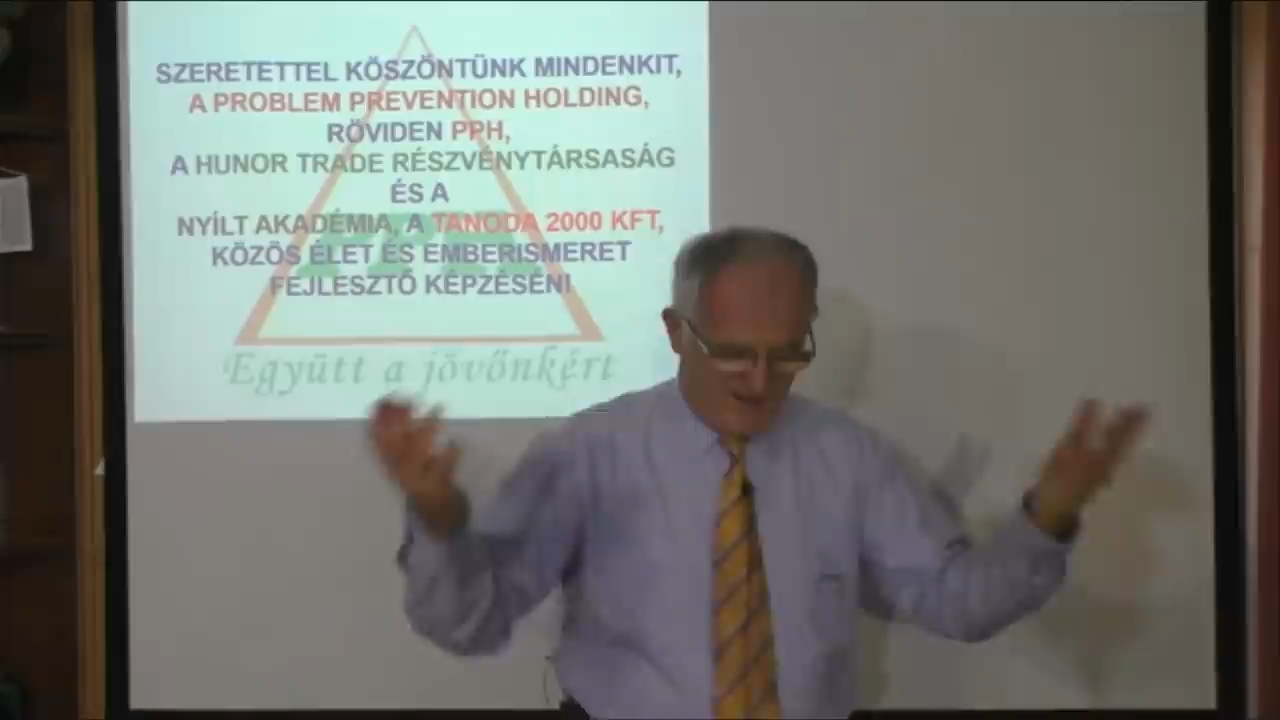 SZERETETTEL KÖSZÖNTÜNK MINDENKIT,
A PROBLEM PREVENTION HOLDING,
RÖVIDEN PPH,
A HUNOR TRADE RÉSZVÉNYTÁRSASÁG
ÉS A
NYÍLT AKADÉMIA, A TANODA 2000 KFT,
KÖZÖS ÉLET ÉS EMBERISMERET
FEJLESZTŐ KÉPZÉSÉN!
PPH
Együtt a jövőnkért